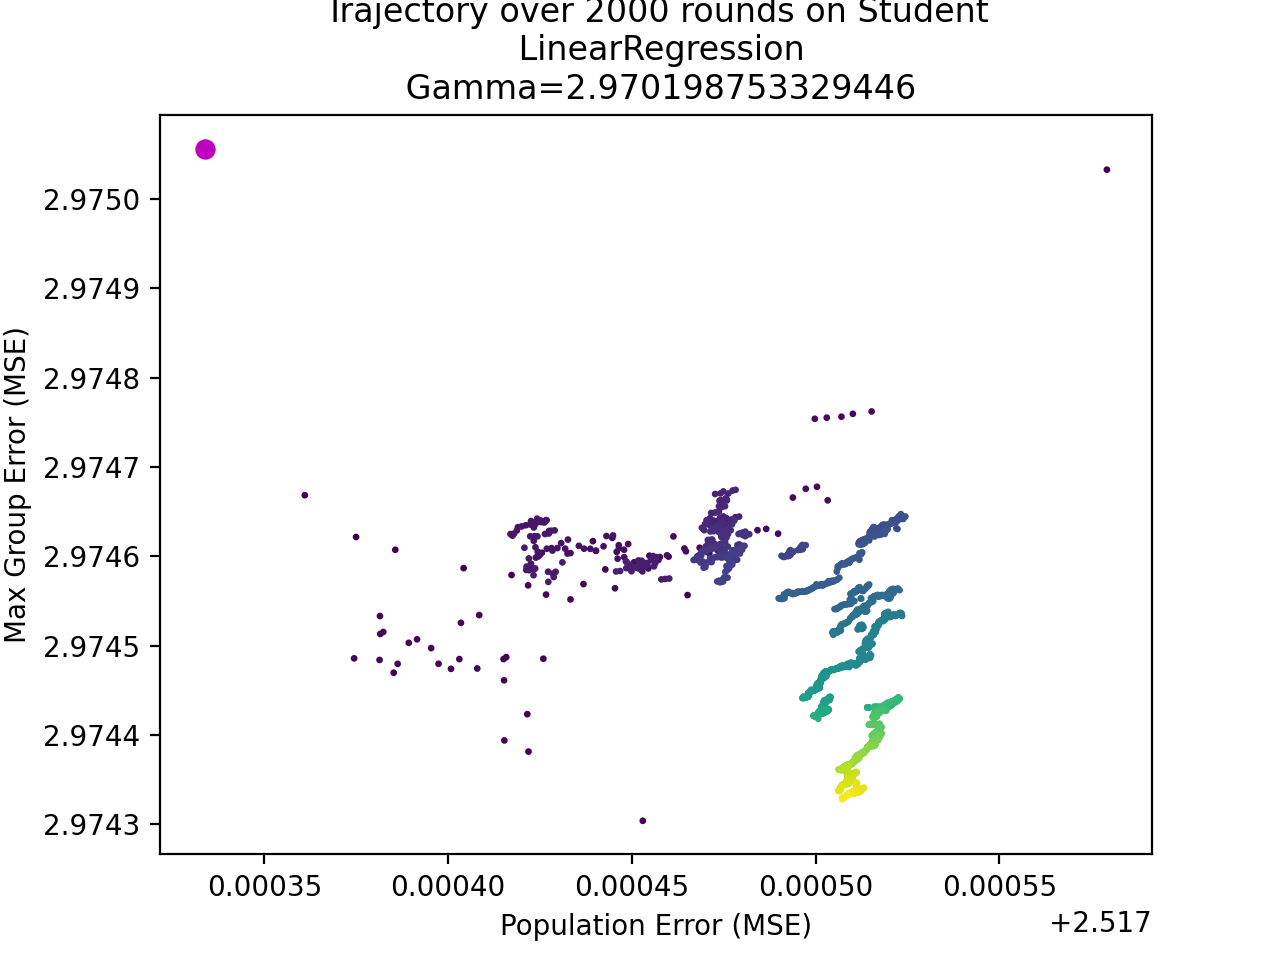 Trajectory over 2000 rounds on Student
LinearRegression
Gamma=2.970198753329446
2.9750
2.9749
2.9748
2.9747
2.9746
2.9745
2.9744
2.9743
Max Group Error (MSE)
0.00035 0.00040 0.00045 0.00050 0.00055
Population Error (MSE)
+2.517